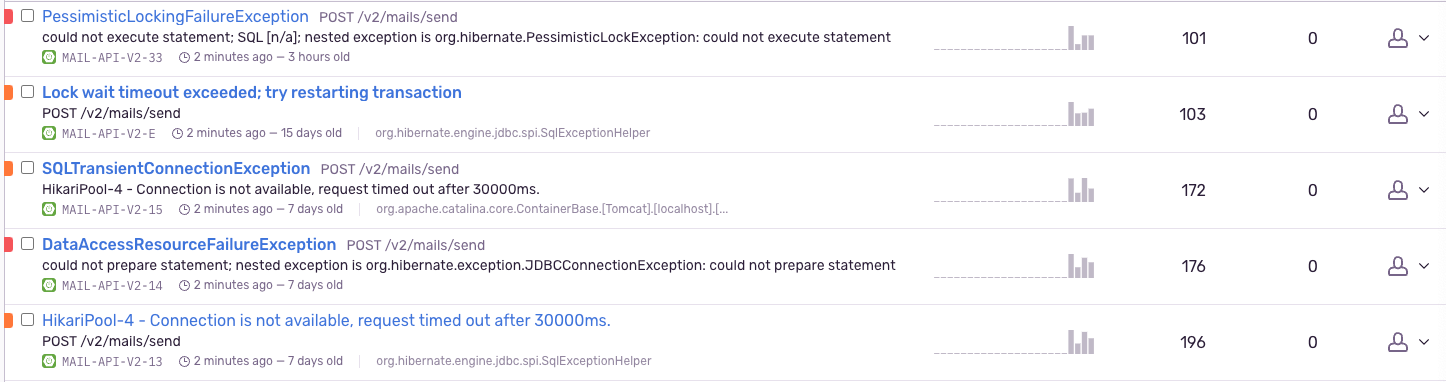 PessimisticLockingFailureException POST /v2/mails/send
could not execute statement; SQL [n/a]; nested exception is org.hibernate.PessimisticLockException: could not execute statement
MAIL-API-V2-33 2 minutes ago — 3 hours old
101 0
Lock wait timeout exceeded; try restarting transaction
POST /v2/mails/send
MAIL-API-V2-E 2 minutes ago — 15 days old org.hibernate.engine.jdbc.spi.SqlExceptionHelper
103 0
SQLTransientConnectionException POST /v2/mails/send
HikariPool-4 - Connection is not available, request timed out after 30000ms.
MAIL-API-V2-15 2 minutes ago — 7 days old org.apache.catalina.core.ContainerBase.[Tomcat].[localhost].[...
172 0
DataAccessResourceFailureException POST /v2/mails/send
could not prepare statement; nested exception is org.hibernate.exception.JDBCConnectionException: could not prepare statement
MAIL-API-V2-14 2 minutes ago — 7 days old
176 0
HikariPool-4 - Connection is not available, request timed out after 30000ms.
POST /v2/mails/send
MAIL-API-V2-13 2 minutes ago — 7 days old org.hibernate.engine.jdbc.spi.SqlExceptionHelper
196 0